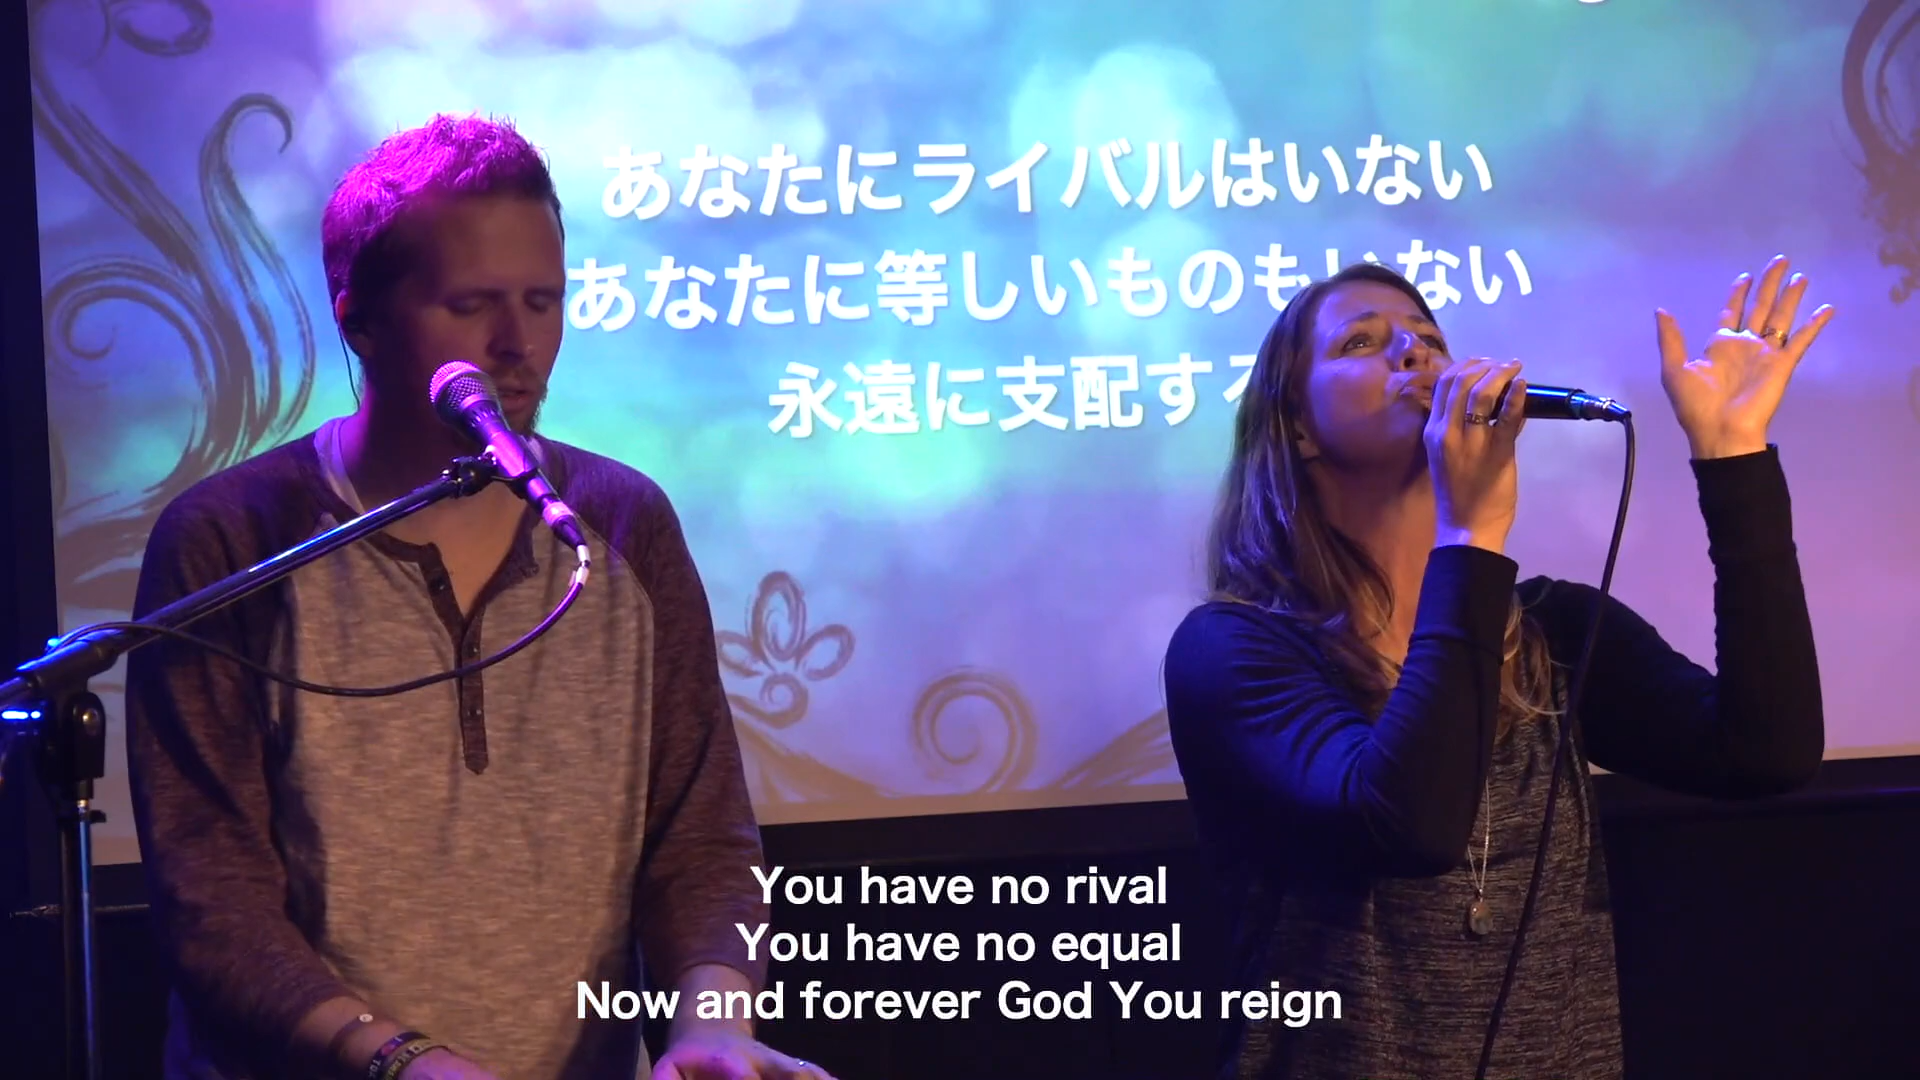 あなたにライバルはいない
あなたに等しいものもいない
永遠に支配する
You have no rival
You have no equal
Now and forever God You reign